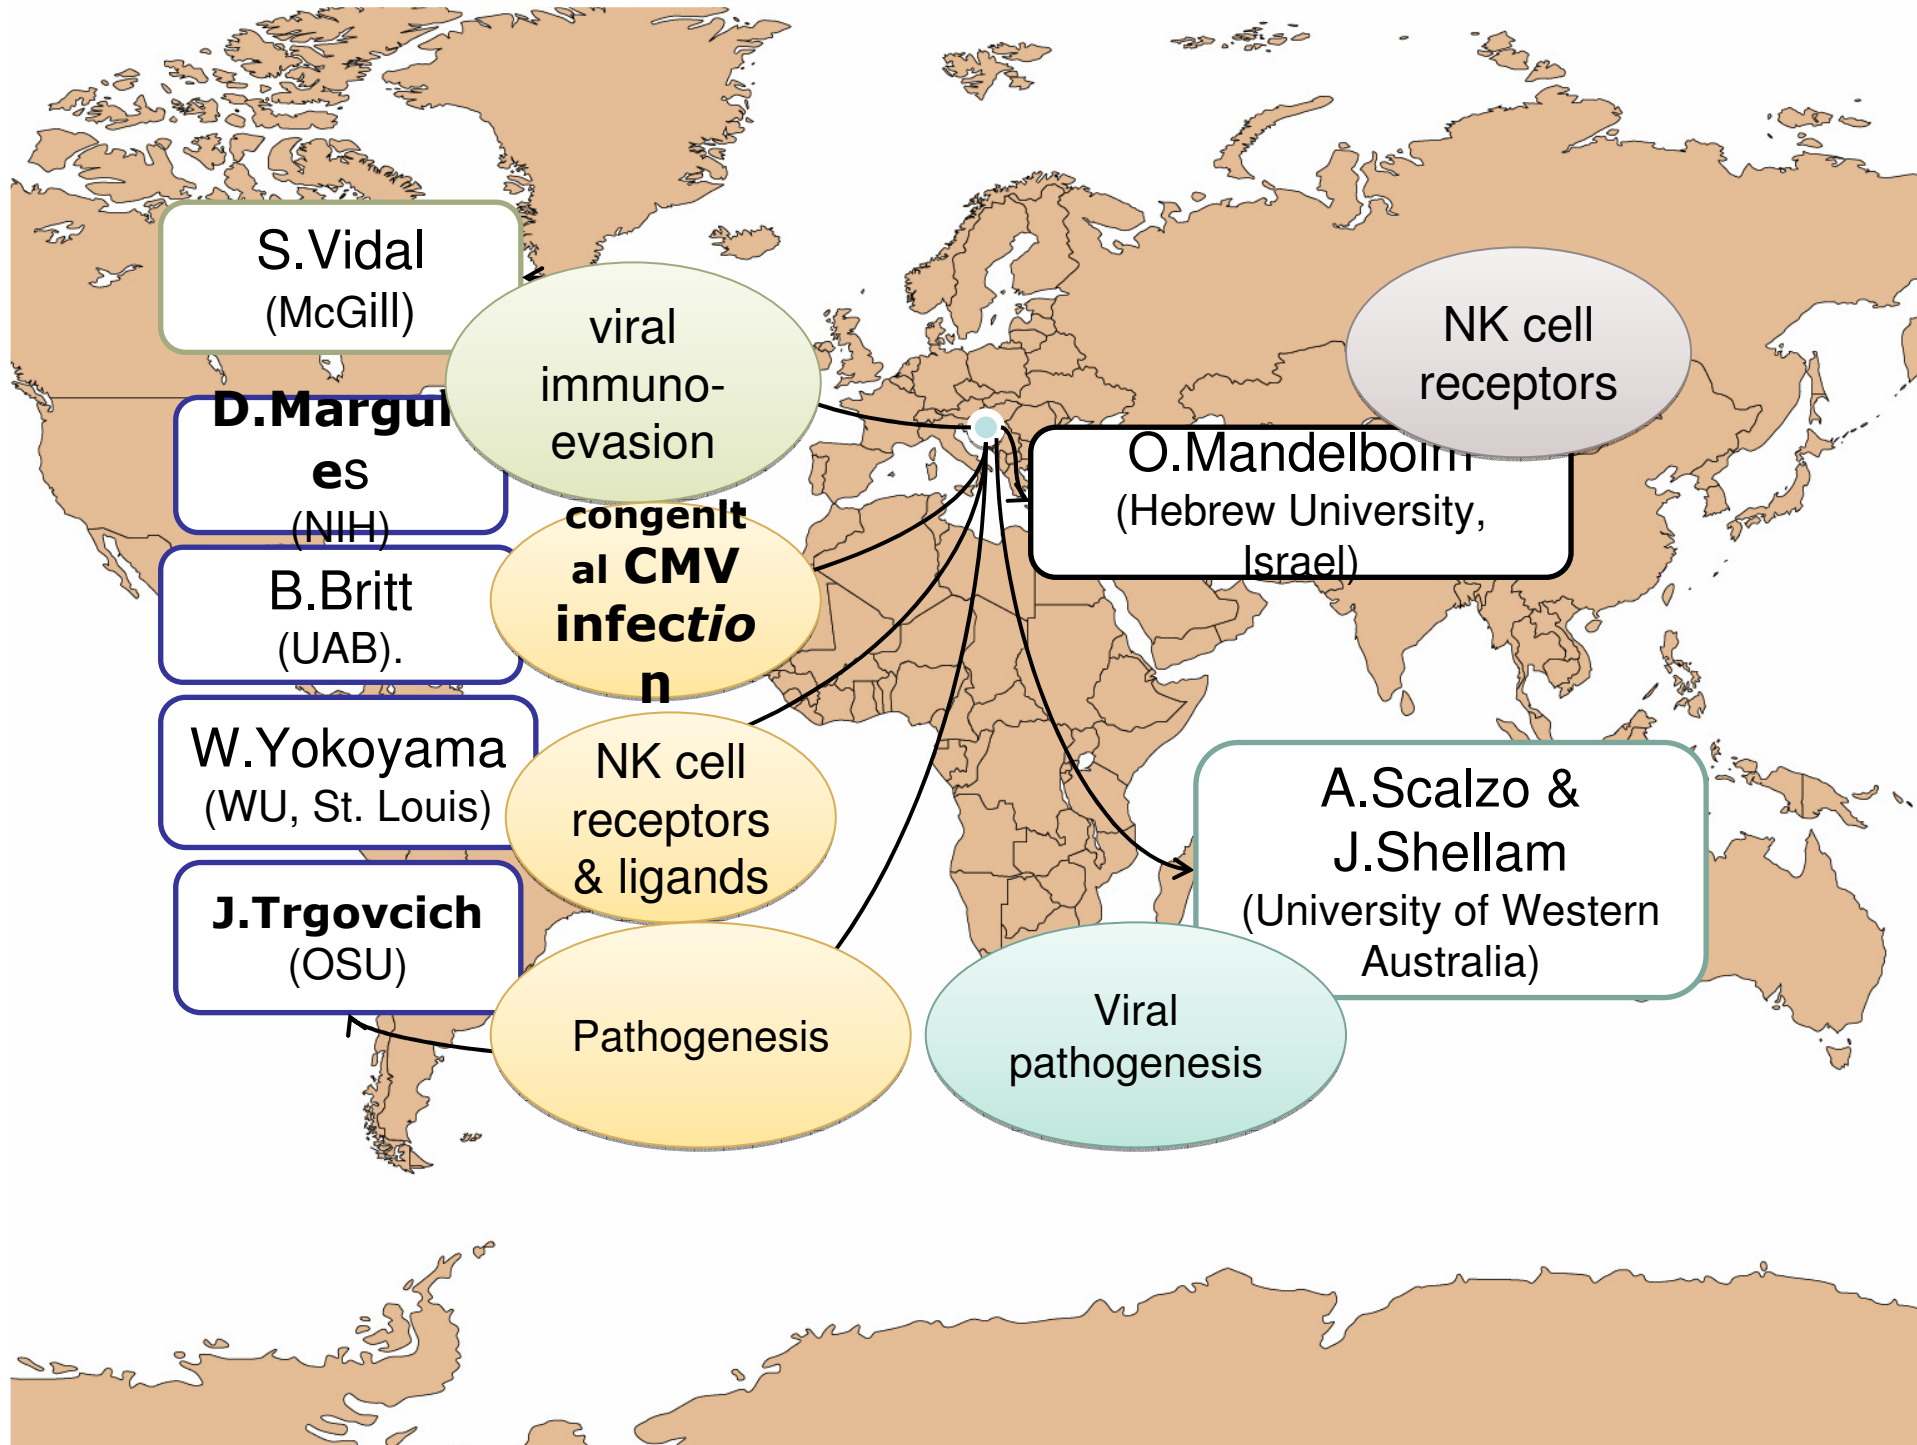 S.Vidal
(McGill)
viral
immuno-
evasion
NK cell
receptors
D.Margul
es
(NIH)
O.Mandelboim
(Hebrew University,
Israel)
congenIt
al CMV
infection
B.Britt
(UAB).
W.Yokoyama
(WU, St. Louis)
NK cell
receptors
& ligands
A.Scalzo &
J.Shellam
(University of Western
Australia)
J.Trgovcich
(OSU)
Pathogenesis
Viral
pathogenesis